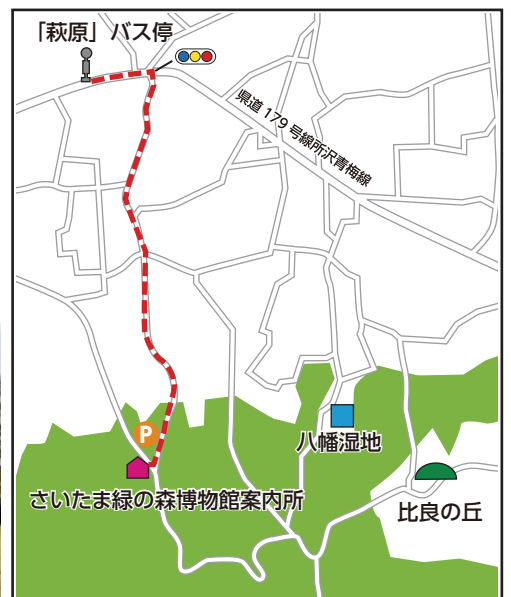 「萩原」バス停
県道 179 号線所沢青梅線
P
八幡湿地
さいたま緑の森博物館案内所
比良の丘